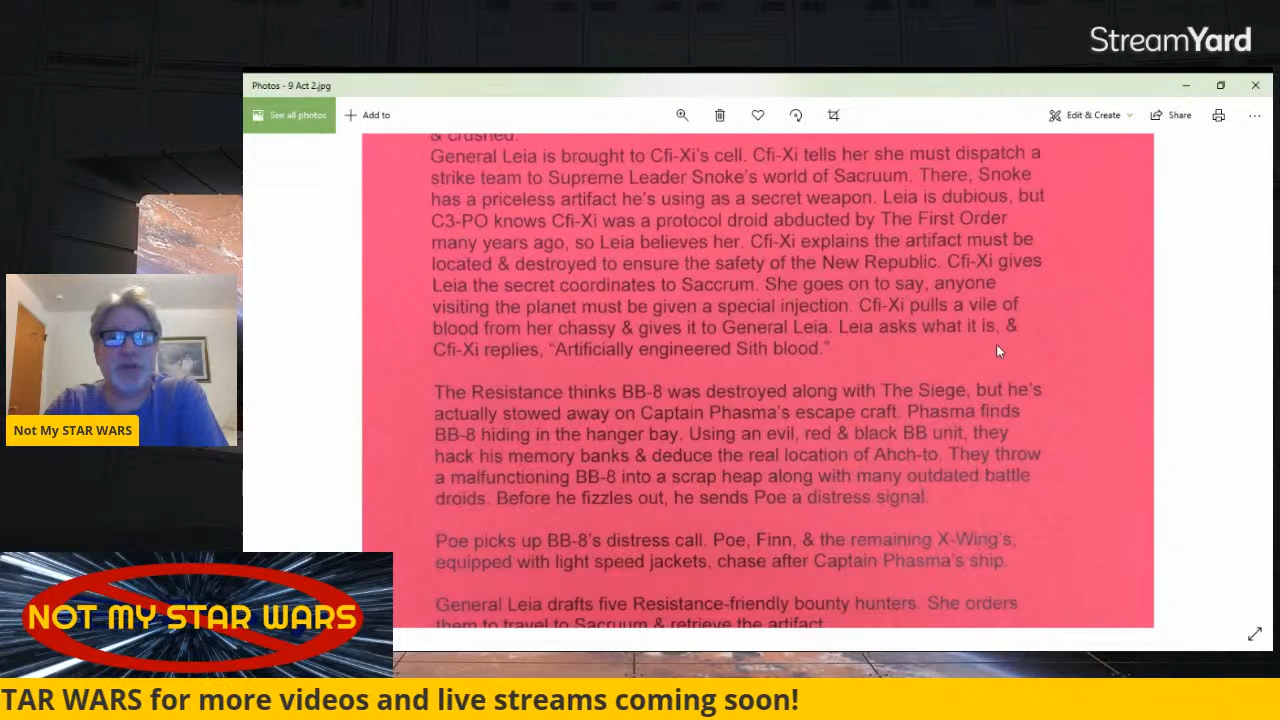 StreamYard
Photos - 9 Act 2.jpg
See all photos
Add to
Edit & Create
Share
& crushed.
General Leia is brought to Cfi-Xi's cell. Cfi-Xi tells her she must dispatch a
strike team to Supreme Leader Snoke's world of Sacruum. There, Snoke
has a priceless artifact he's using as a secret weapon. Leia is dubious, but
C3-PO knows Cfi-Xi was a protocol droid abducted by The First Order
many years ago, so Leia believes her. Cfi-Xi explains the artifact must be
located & destroyed to ensure the safety of the New Republic. Cfi-Xi gives
Leia the secret coordinates to Saccrum. She goes on to say, anyone
visiting the planet must be given a special injection. Cfi-Xi pulls a vile of
blood from her chassy & gives it to General Leia. Leia asks what it is, &
Cfi-Xi replies, “Artificially engineered Sith blood.”
The Resistance thinks BB-8 was destroyed along with The Siege, but he's
actually stowed away on Captain Phasma's escape craft. Phasma finds
BB-8 hiding in the hanger bay. Using an evil, red & black BB unit, they
hack his memory banks & deduce the real location of Ahch-to. They throw
a malfunctioning BB-8 into a scrap heap along with many outdated battle
droids. Before he fizzles out, he sends Poe a distress signal.
Poe picks up BB-8's distress call. Poe, Finn, & the remaining X-Wing's,
equipped with light speed jackets, chase after Captain Phasma's ship.
General Leia drafts five Resistance-friendly bounty hunters. She orders
them to travel to Sacruum & retrieve the artifact.
Not My STAR WARS
NOT MY STAR WARS
TAR WARS for more videos and live streams coming soon!